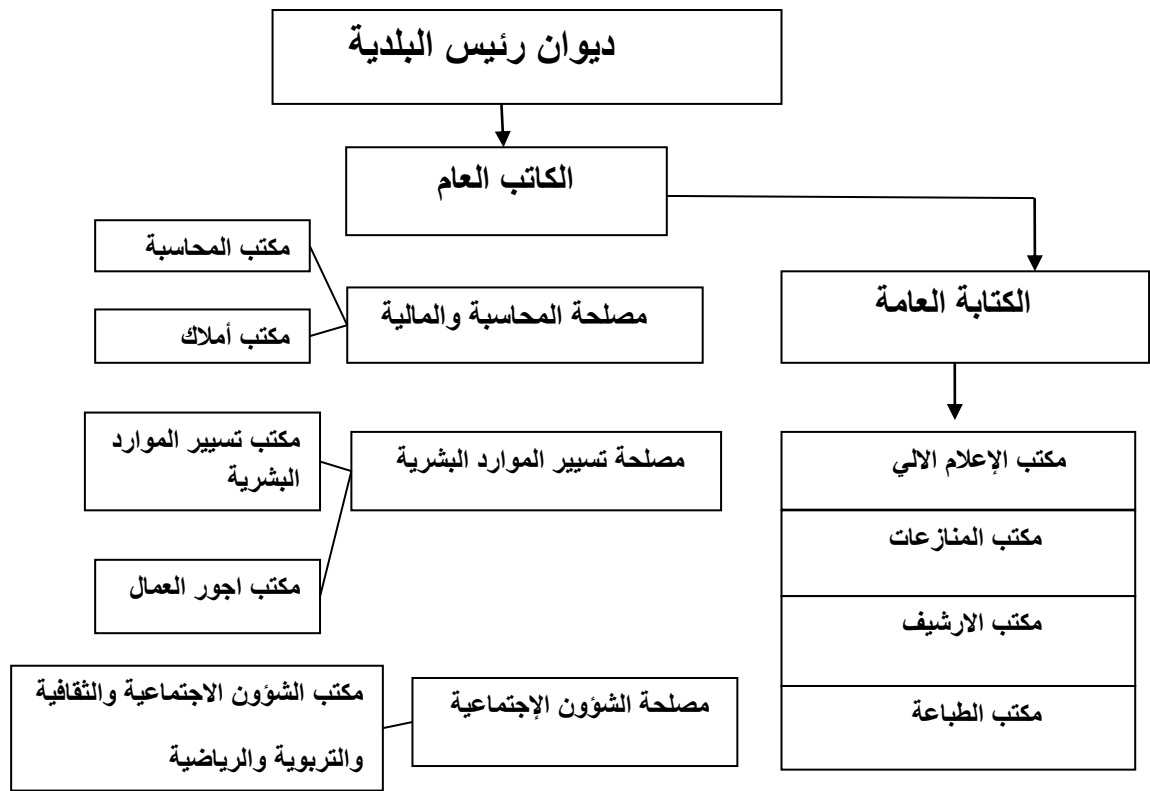 ديوان رئيس البلدية
الكاتب العام
الكتابة العامة
مكتب الإعلام الالي
مكتب المنازعات
مكتب الارشيف
مكتب الطباعة
مصلحة المحاسبة والمالية
مكتب المحاسبة
مكتب أملاك
مصلحة تسيير الموارد البشرية
مكتب تسيير الموارد
البشرية
مكتب اجور العمال
مصلحة الشؤون الإجتماعية
مكتب الشؤون الاجتماعية والثقافية
والتربوية والرياضية